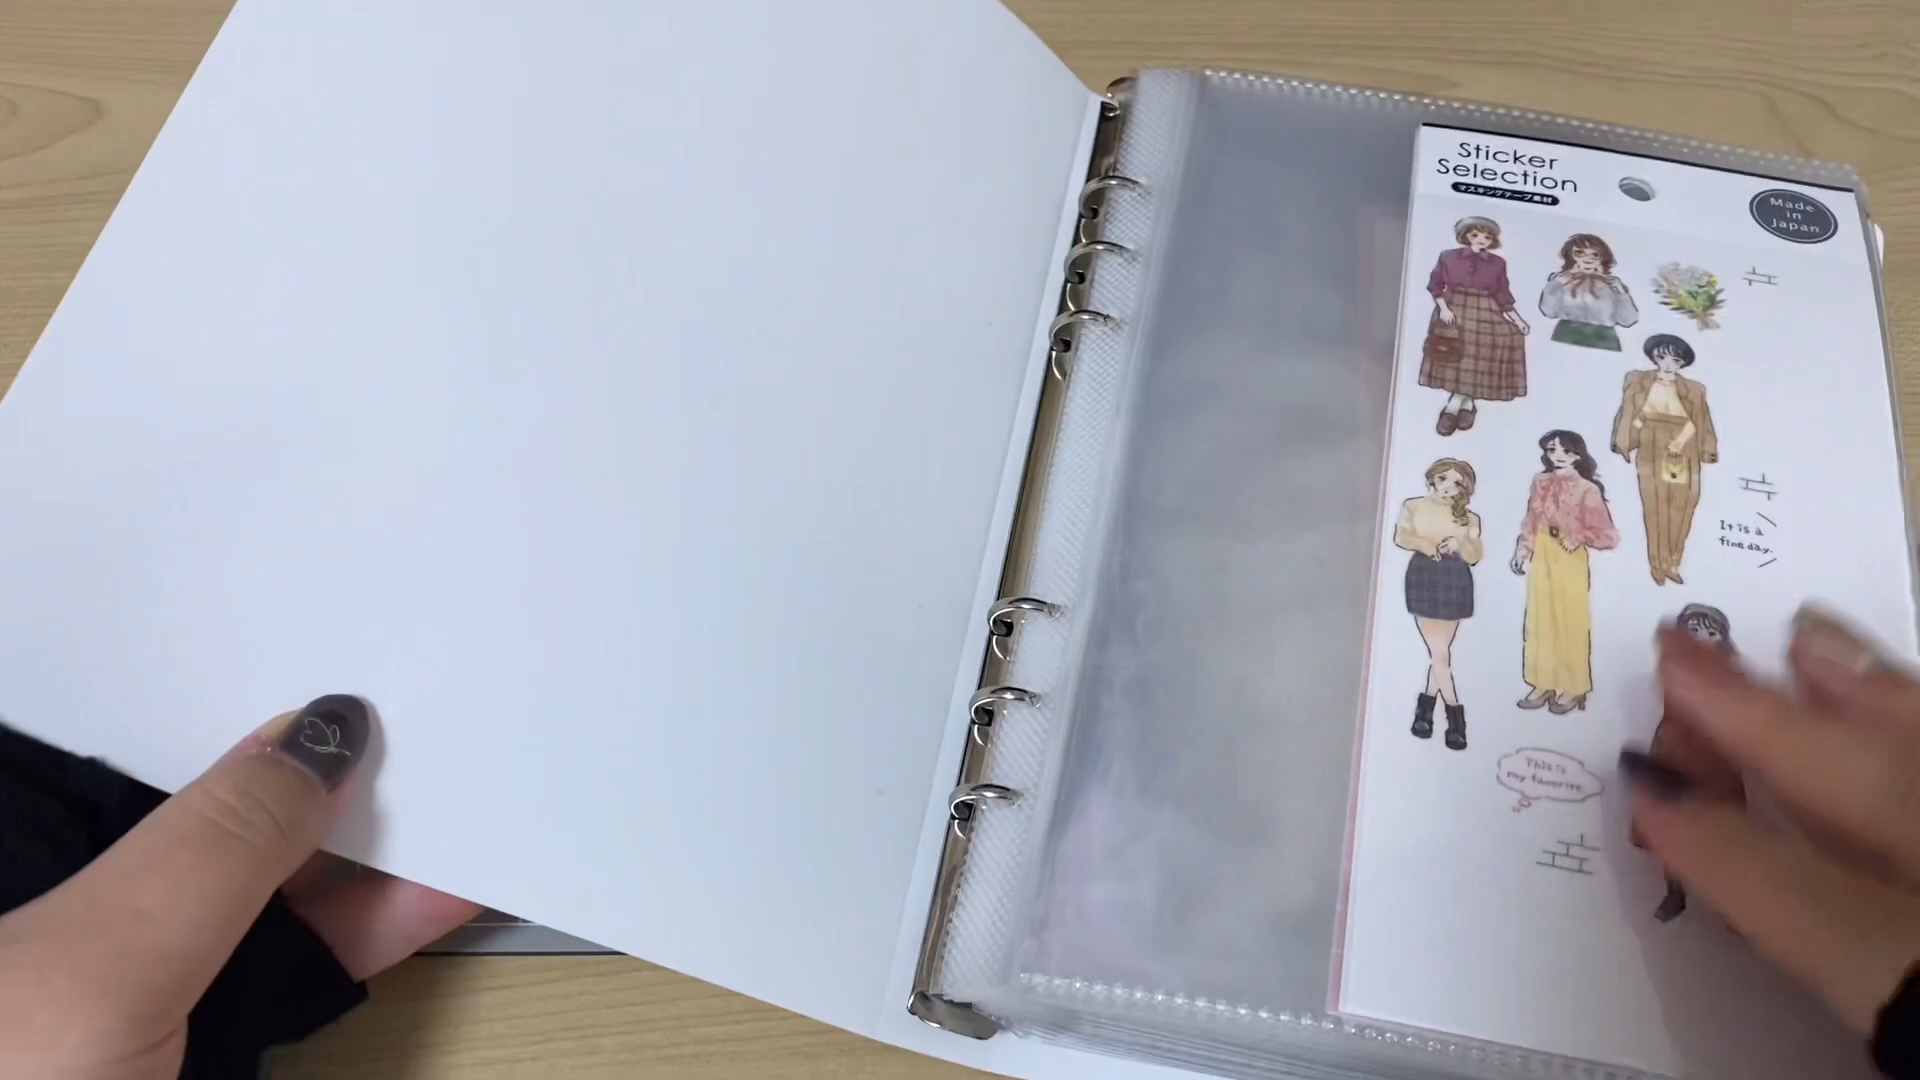 Sticker
Selection
マスキングテープ素材
Made
in
Japan
It is a
fine day.
This is
my favorite